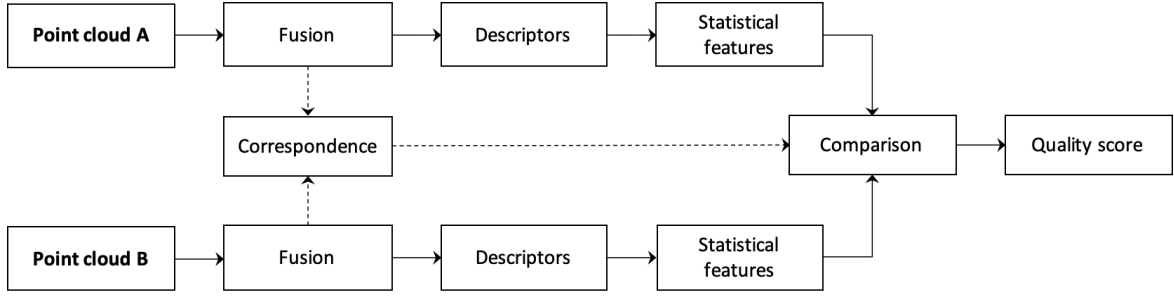 Point cloud A
Fusion
Descriptors
Statistical
features
Correspondence
Comparison
Quality score
Point cloud B
Fusion
Descriptors
Statistical
features